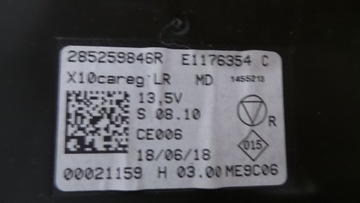 285259846R E1176354 C
X10careg LR MD 1455213
13,5V
S 08.10
R
CE006
015
18/06/18
00021159 H 03.00 ME9C06